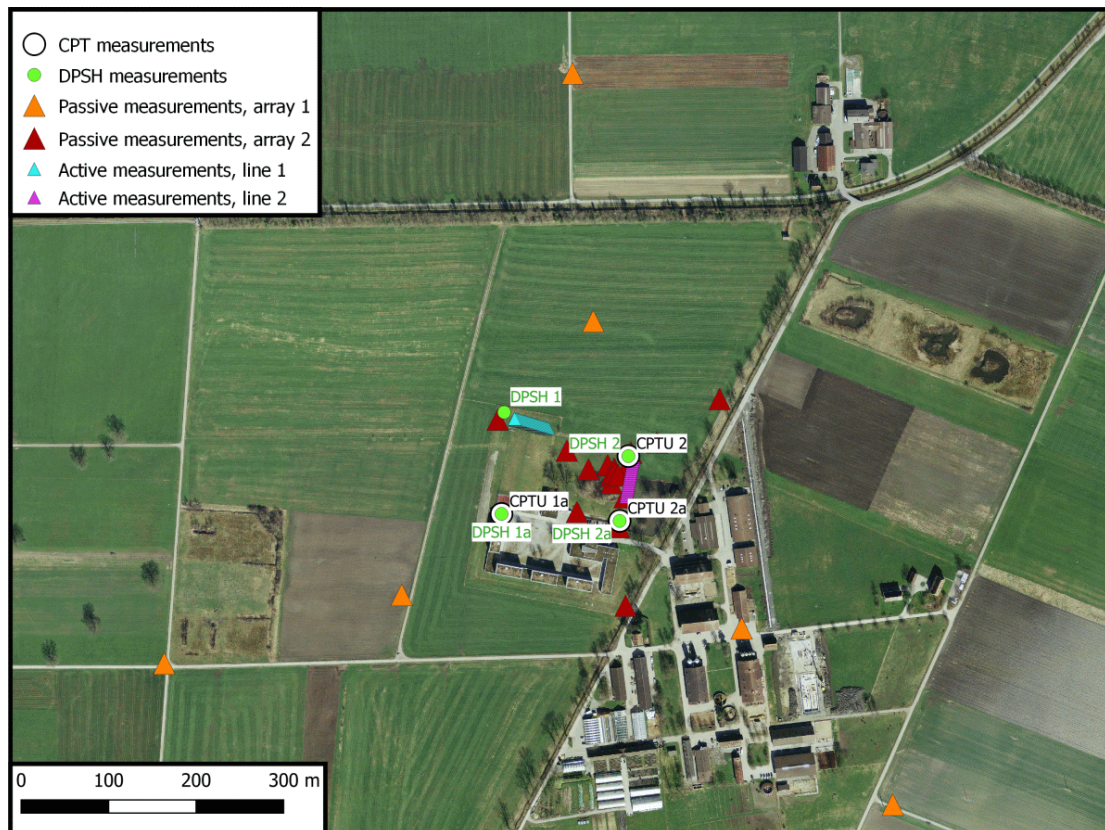 CPT measurements
DPSH measurements
Passive measurements, array 1
Passive measurements, array 2
Active measurements, line 1
Active measurements, line 2
DPSH 1
DPSH 2
CPTU 2
CPTU 1a
CPTU 2a
DPSH 1a
DPSH 2a
0 100 200 300 m